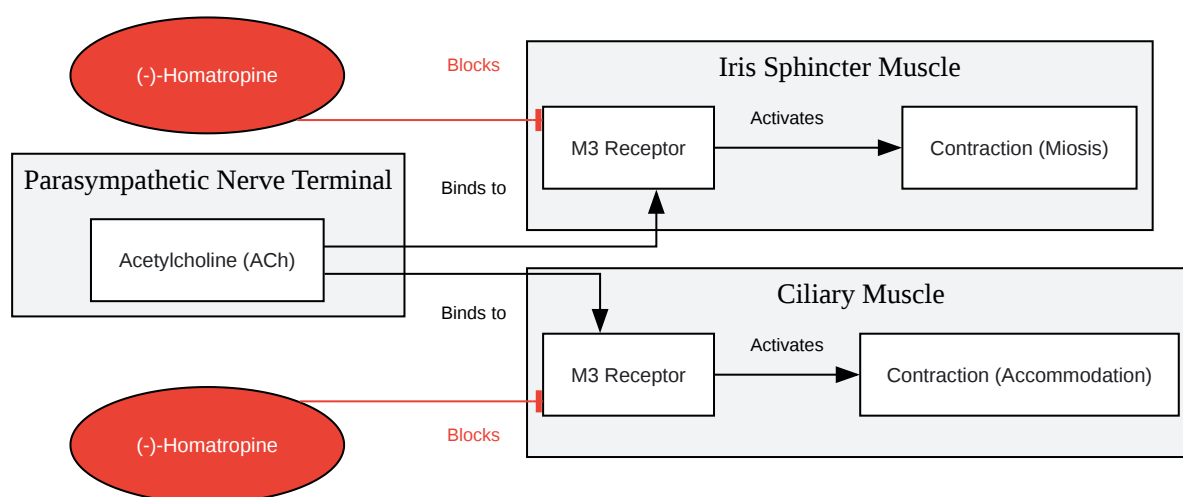 (-)-Homatropine
Blocks
Iris Sphincter Muscle
M3 Receptor
Activates
Contraction (Miosis)
Parasympathetic Nerve Terminal
Binds to
Acetylcholine (ACh)
Ciliary Muscle
Binds to
M3 Receptor
Activates
Contraction (Accommodation)
(-)-Homatropine
Blocks